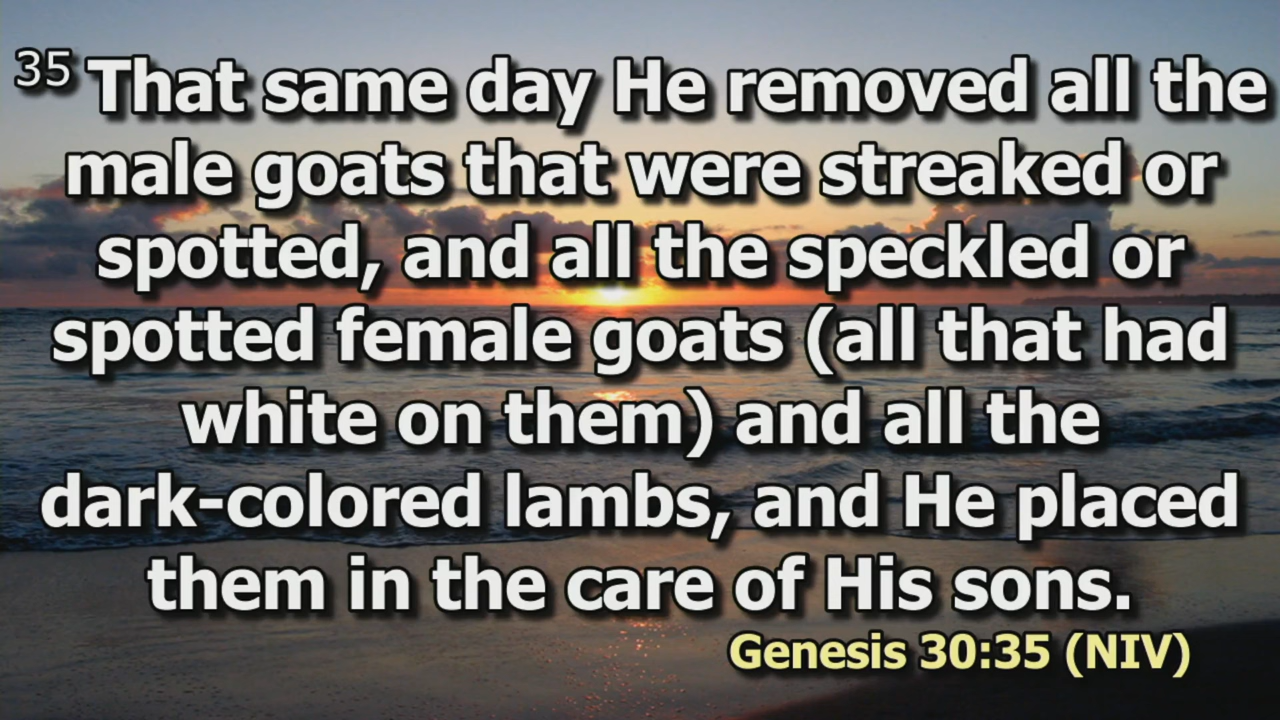 35 That same day He removed all the
male goats that were streaked or
spotted, and all the speckled or
spotted female goats (all that had
white on them) and all the
dark-colored lambs, and He placed
them in the care of His sons.
Genesis 30:35 (NIV)